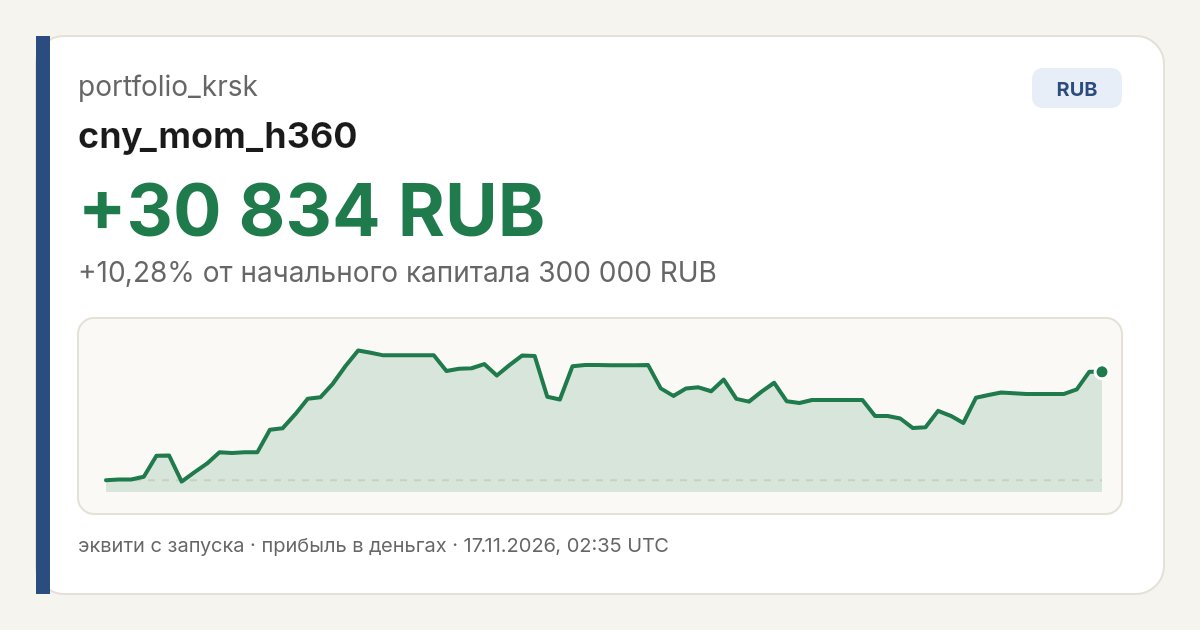 portfolio_krsk
RUB
cny_mom_h360
+30 834 RUB
+10,28% от начального капитала 300 000 RUB
эквити с запуска · прибыль в деньгах · 17.11.2026, 02:35 UTC